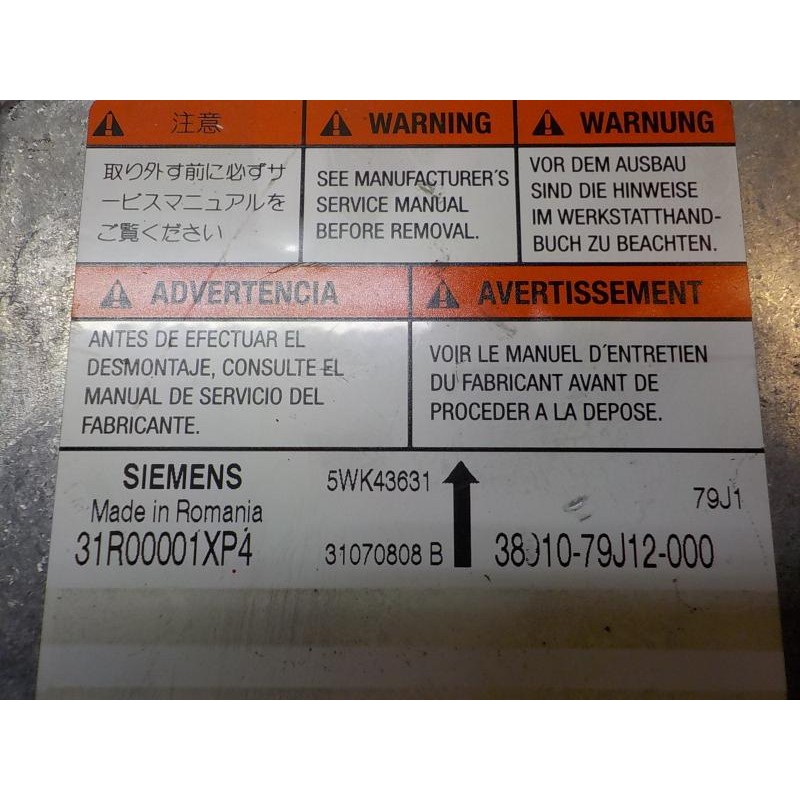 注意
取り外す前に必ずサ
ービスマニュアルを
ご覧ください
WARNING
SEE MANUFACTURER'S
SERVICE MANUAL
BEFORE REMOVAL.
WARNUNG
VOR DEM AUSBAU
SIND DIE HINWEISE
IM WERKSTATTHAND-
BUCH ZU BEACHTEN.
ADVERTENCIA
ANTES DE EFECTUAR EL
DESMONTAJE, CONSULTE EL
MANUAL DE SERVICIO DEL
FABRICANTE.
AVERTISSEMENT
VOIR LE MANUEL D'ENTRETIEN
DU FABRICANT AVANT DE
PROCEDER A LA DEPOSE.
SIEMENS
Made in Romania
31R00001XP4
5WK43631
31070808 B
79J1
38910-79J12-000